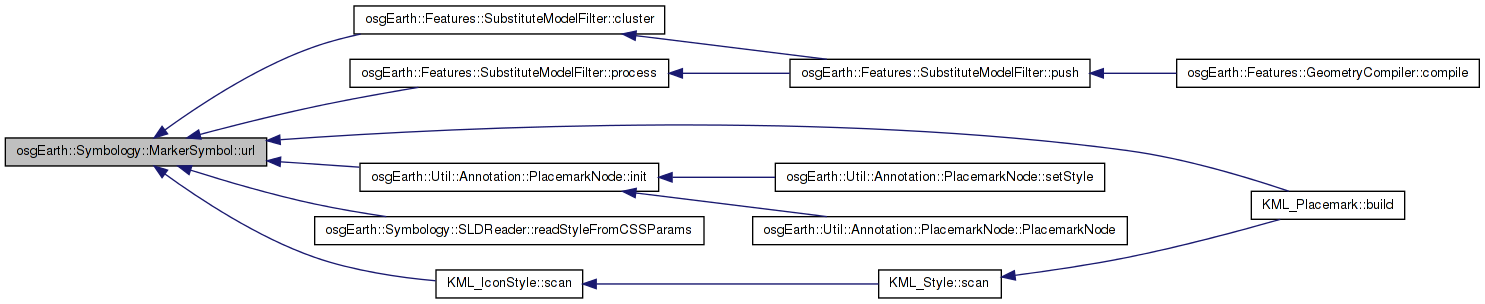 osgEarth::Features::SubstituteModelFilter::cluster
osgEarth::Features::SubstituteModelFilter::process
osgEarth::Features::SubstituteModelFilter::push
osgEarth::Features::GeometryCompiler::compile
osgEarth::Symbology::MarkerSymbol::url
osgEarth::Util::Annotation::PlacemarkNode::init
osgEarth::Util::Annotation::PlacemarkNode::setStyle
KML_Placemark::build
osgEarth::Symbology::SLDReader::readStyleFromCSSParams
osgEarth::Util::Annotation::PlacemarkNode::PlacemarkNode
KML_IconStyle::scan
KML_Style::scan